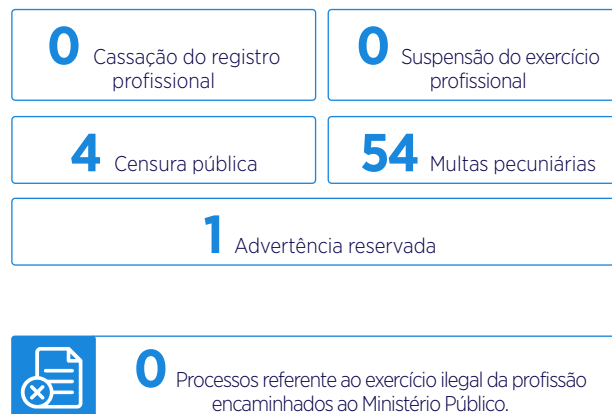 0 Cassação do registro
profissional
0 Suspensão do exercício
profissional
4 Censura pública
54 Multas pecuniárias
1 Advertência reservada
0 Processos referente ao exercício ilegal da profissão
encaminhados ao Ministério Público.